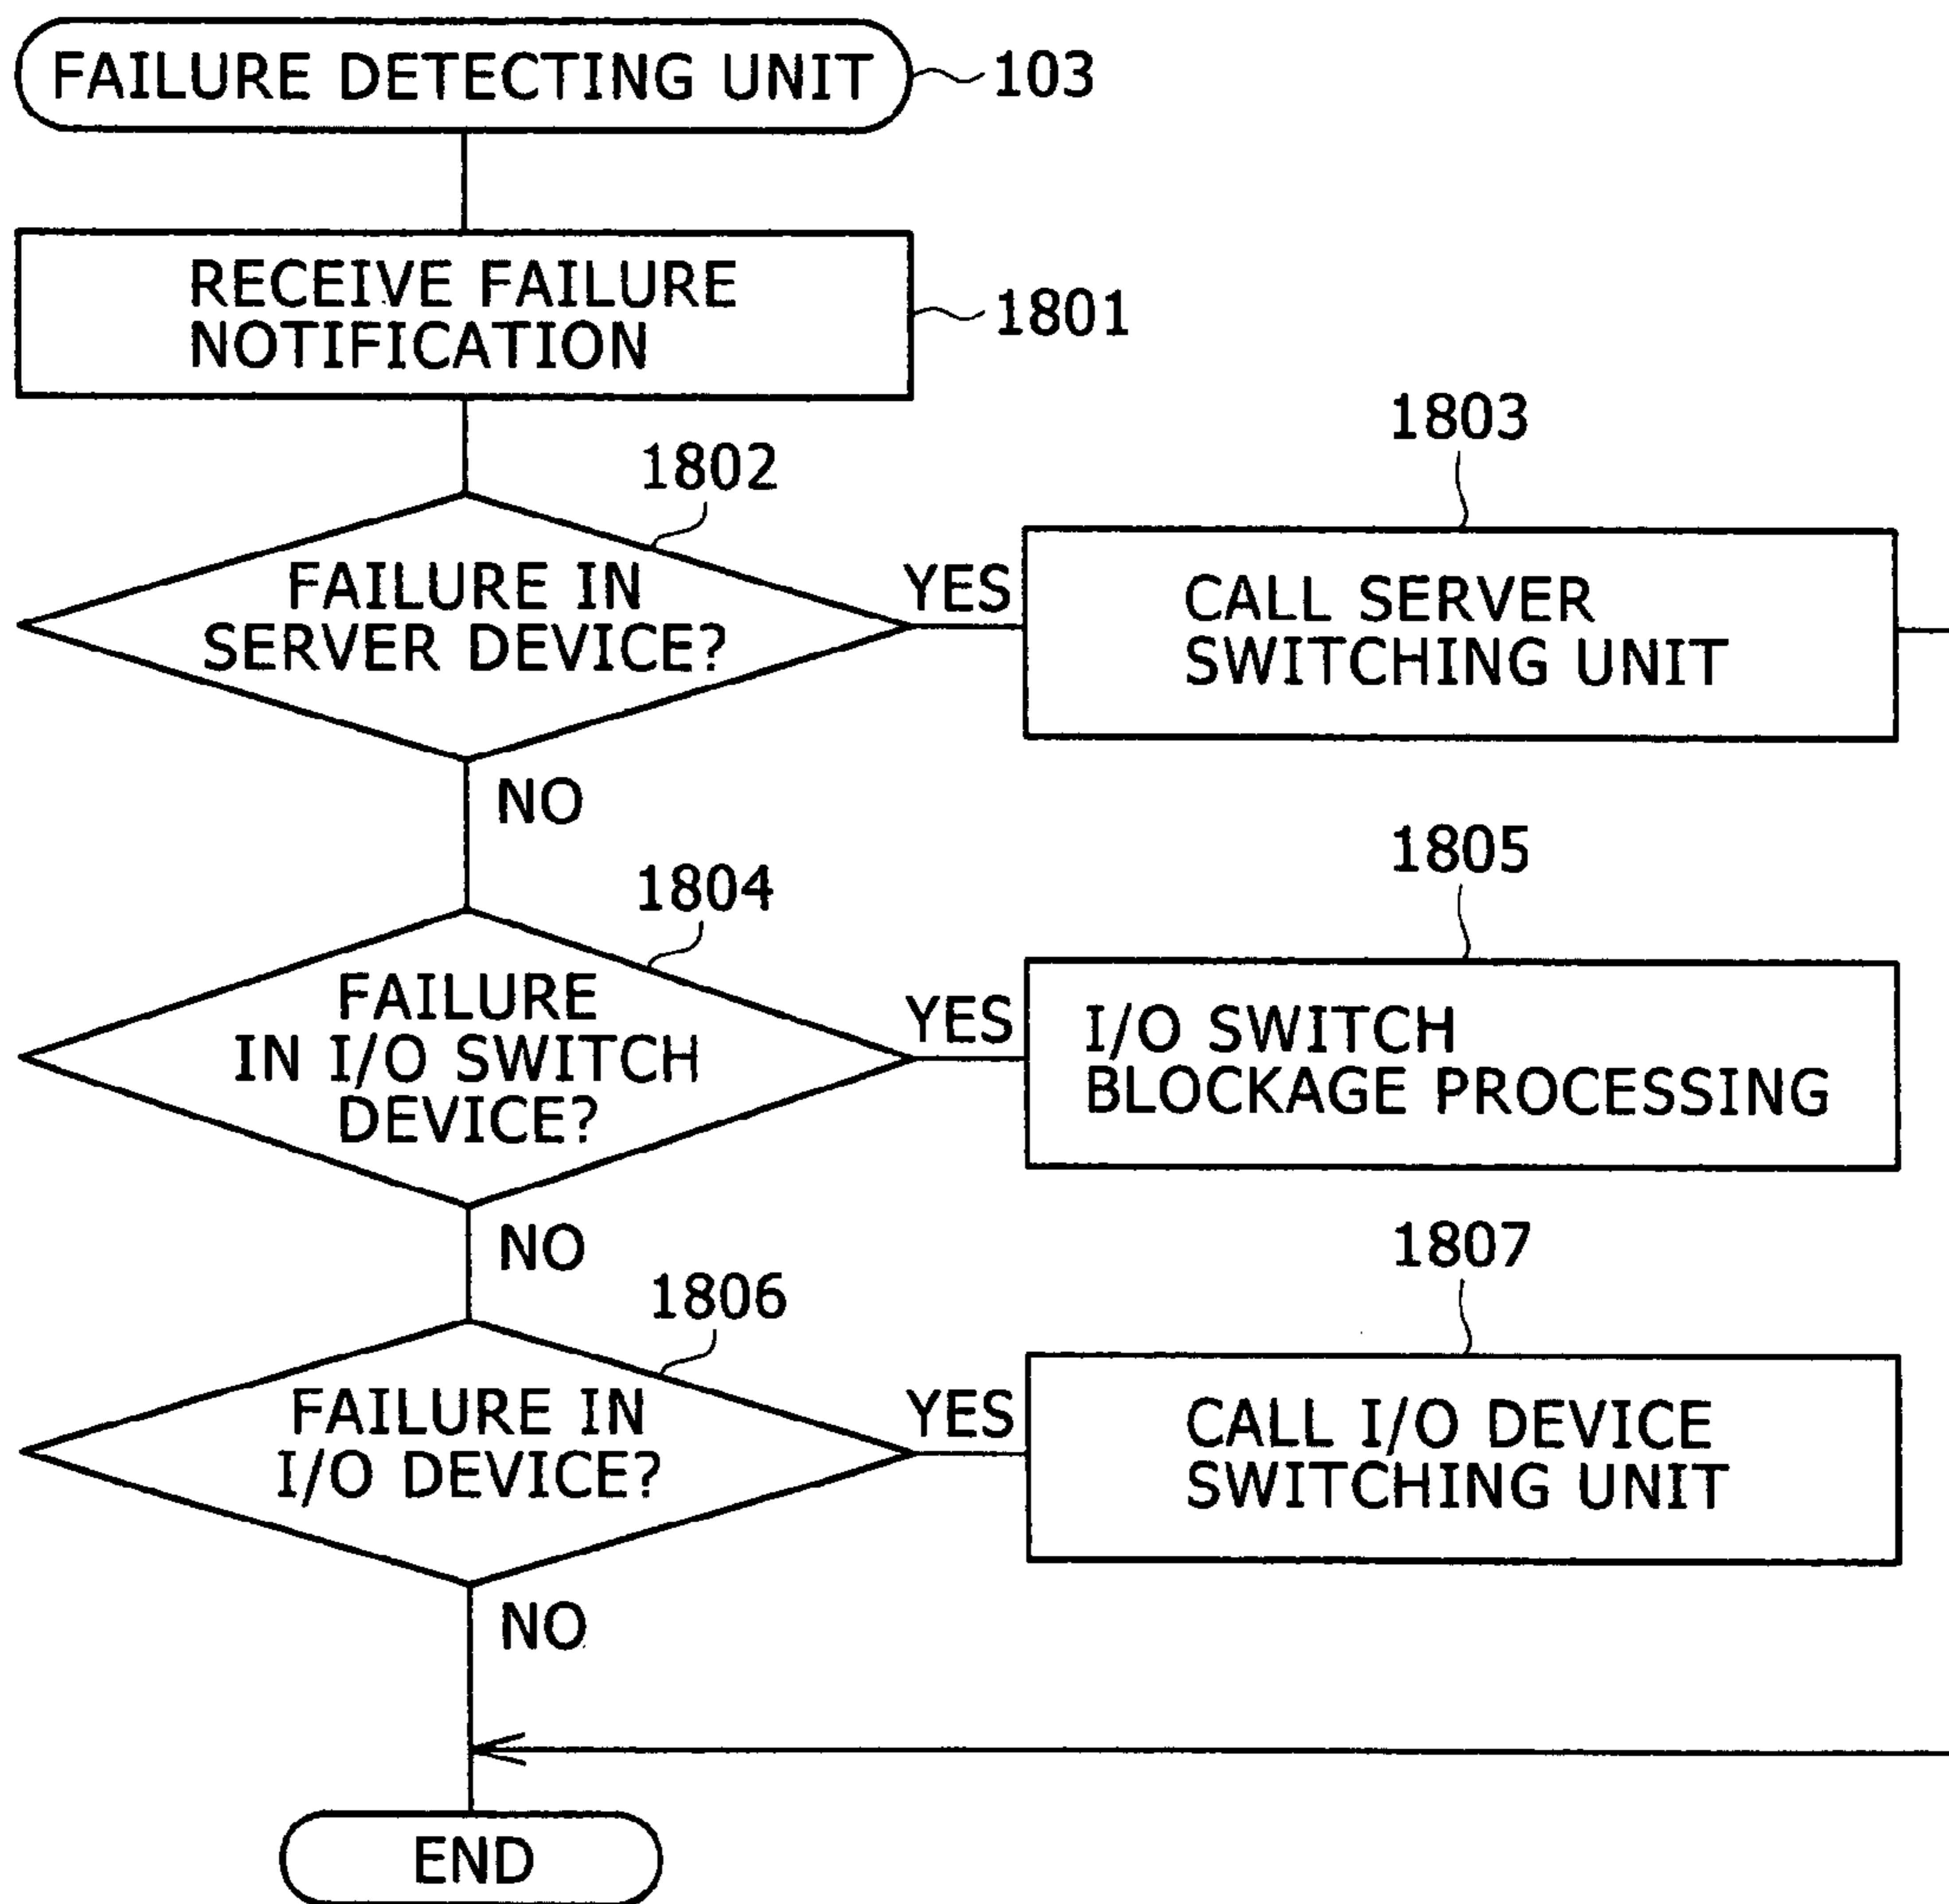 FAILURE DETECTING UNIT
103
RECEIVE FAILURE
NOTIFICATION
1801
1802
FAILURE IN
SERVER DEVICE?
YES
1803
CALL SERVER
SWITCHING UNIT
NO
1804
FAILURE
IN I/O SWITCH
DEVICE?
YES
1805
I/O SWITCH
BLOCKAGE PROCESSING
NO
1806
FAILURE IN
I/O DEVICE?
YES
1807
CALL I/O DEVICE
SWITCHING UNIT
NO
END